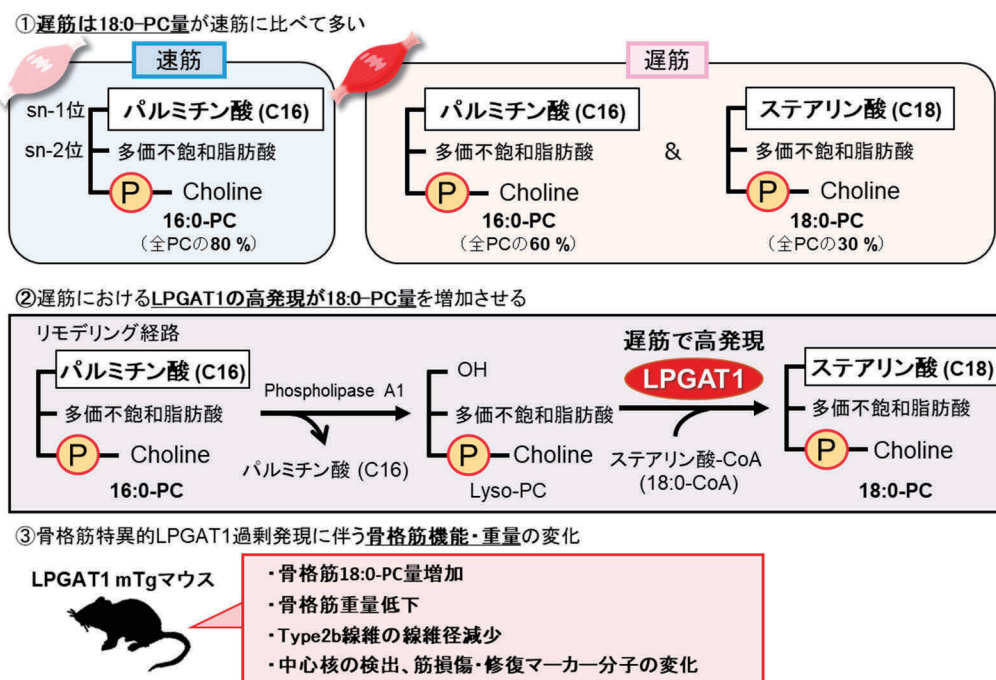 ①遅筋は18:0-PC量が速筋に比べて多い
速筋
遅筋
sn-1位
パルミチン酸 (C16)
パルミチン酸 (C16)
ステアリン酸 (C18)
sn-2位
多価不飽和脂肪酸
多価不飽和脂肪酸
&
多価不飽和脂肪酸
P
Choline
P
Choline
P
Choline
16:0-PC
16:0-PC
18:0-PC
(全PCの80 %)
(全PCの60 %)
(全PCの30 %)
②遅筋におけるLPGAT1の高発現が18:0-PC量を増加させる
リモデリング経路
遅筋で高発現
パルミチン酸 (C16)
Phospholipase A1
OH
LPGAT1
ステアリン酸 (C18)
多価不飽和脂肪酸
多価不飽和脂肪酸
多価不飽和脂肪酸
P
Choline
パルミチン酸 (C16)
P
Choline
ステアリン酸-CoA
(18:0-CoA)
P
Choline
16:0-PC
Lyso-PC
18:0-PC
③骨格筋特異的LPGAT1過剰発現に伴う骨格筋機能・重量の変化
LPGAT1 mTgマウス
・骨格筋18:0-PC量増加
・骨格筋重量低下
・Type2b線維の線維径減少
・中心核の検出、筋損傷・修復マーカー分子の変化